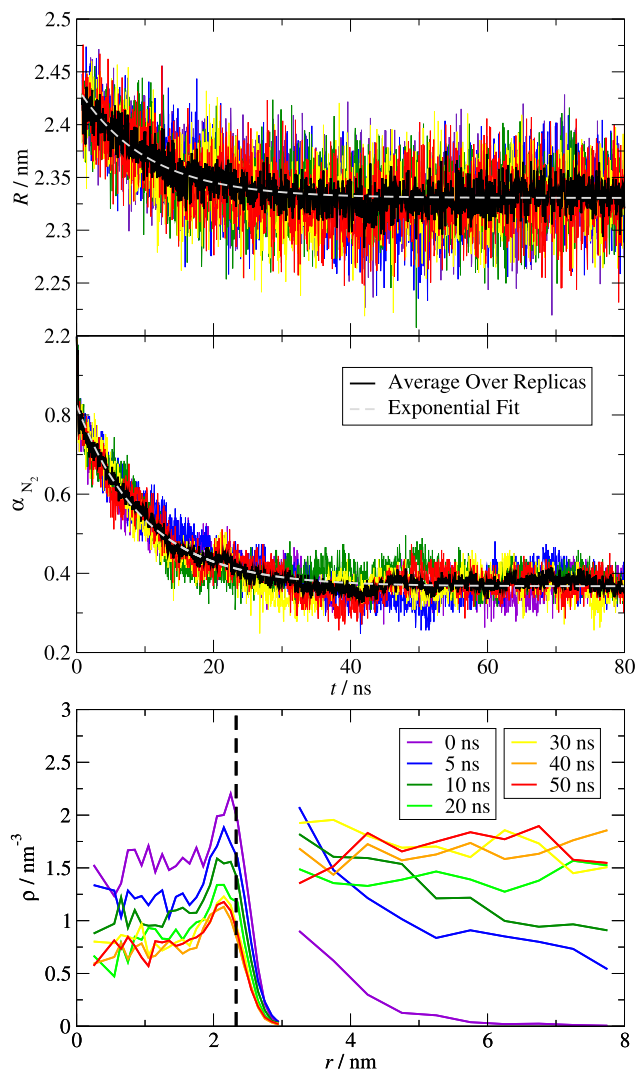 2.45
2.4
2.35
2.3
2.25
R / nm
2.2
0.8
0.6
0.4
0.2
α N2
Average Over Replicas
Exponential Fit
0 20 40 60 80
t / ns
3
2.5
2
1.5
1
0.5
0
ρ / nm-3
0 ns
5 ns
10 ns
20 ns
30 ns
40 ns
50 ns
0 2 4 6 8
r / nm